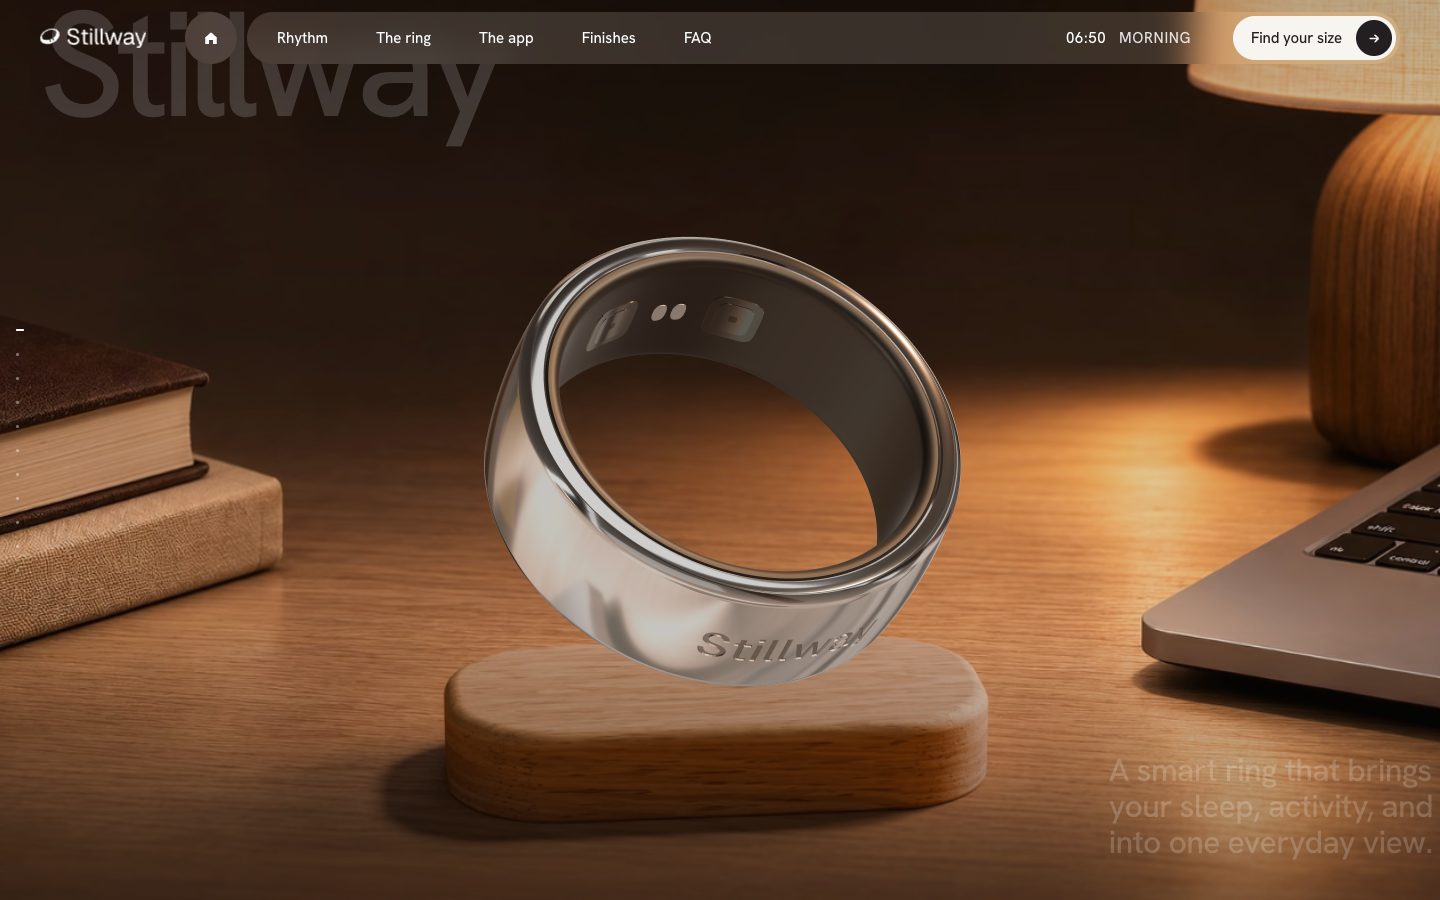 Stillway
Rhythm
The ring
The app
Finishes
FAQ
06:50 MORNING
Find your size
Stillway
Stillway
A smart ring that brings
your sleep, activity, and
into one everyday view.